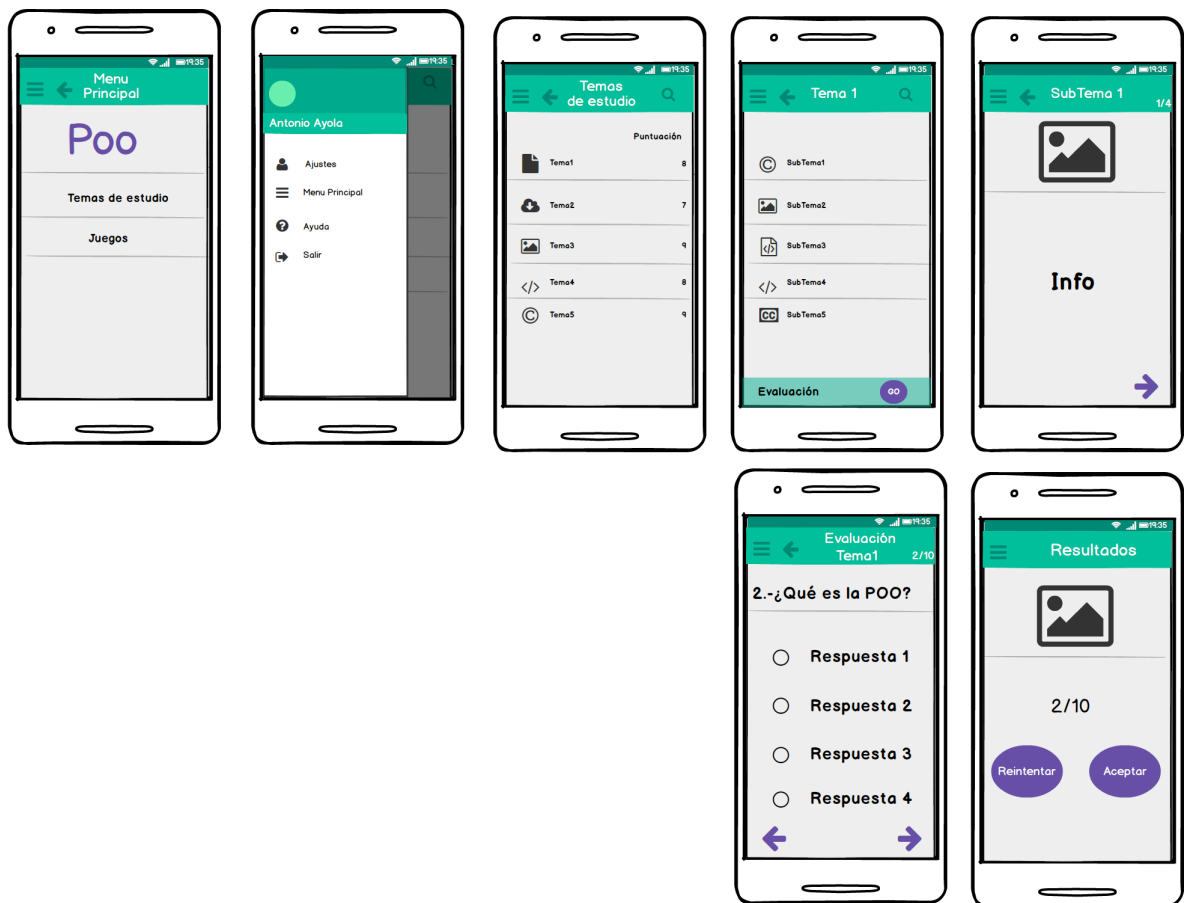 19:35
Menu
Principal
Poo
Temas de estudio
Juegos
19:35
Antonio Ayola
Ajustes
Menu Principal
Ayuda
Salir
19:35
Temas
de estudio
Puntuación
Tema1 8
Tema2 7
Tema3 9
Tema4 8
Tema5 9
19:35
Tema 1
SubTema1
SubTema2
SubTema3
SubTema4
SubTema5
Evaluación GO
19:35
SubTema 1
1/4
Info
19:35
Evaluación
Tema1 2/10
2.-¿Qué es la POO?
Respuesta 1
Respuesta 2
Respuesta 3
Respuesta 4
19:35
Resultados
2/10
Reintentar Aceptar